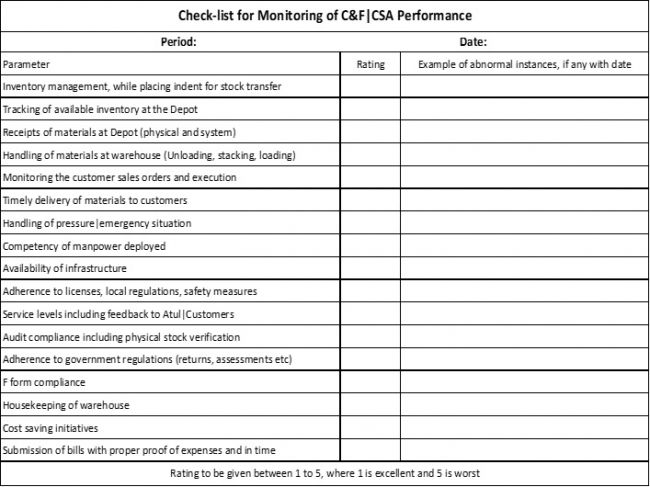 Check-list for Monitoring of C&F|CSA Performance
Period: Date:
Parameter Rating Example of abnormal instances, if any with date
Inventory management, while placing indent for stock transfer
Tracking of available inventory at the Depot
Receipts of materials at Depot (physical and system)
Handling of materials at warehouse (Unloading, stacking, loading)
Monitoring the customer sales orders and execution
Timely delivery of materials to customers
Handling of pressure|emergency situation
Competency of manpower deployed
Availability of infrastructure
Adherence to licenses, local regulations, safety measures
Service levels including feedback to Atul|Customers
Audit compliance including physical stock verification
Adherence to government regulations (returns, assessments etc)
F form compliance
Housekeeping of warehouse
Cost saving initiatives
Submission of bills with proper proof of expenses and in time
Rating to be given between 1 to 5, where 1 is excellent and 5 is worst